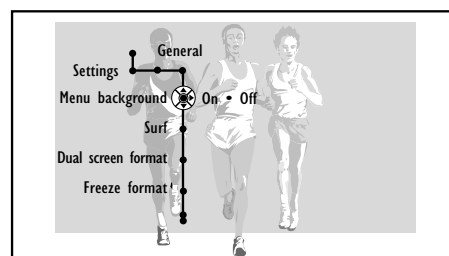 General
Settings
Menu background On • Off
Surf
Dual screen format
Freeze format